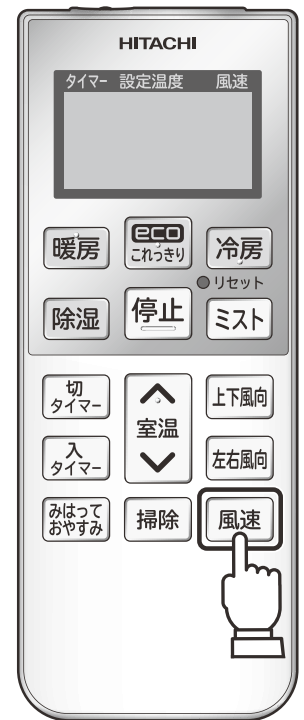 HITACHI
タイマー 設定温度 風速
暖房
eco
これっきり
冷房
リセット
除湿
停止
ミスト
切
タイマー
室温
上下風向
入
タイマー
左右風向
みはって
おやすみ
掃除
風速